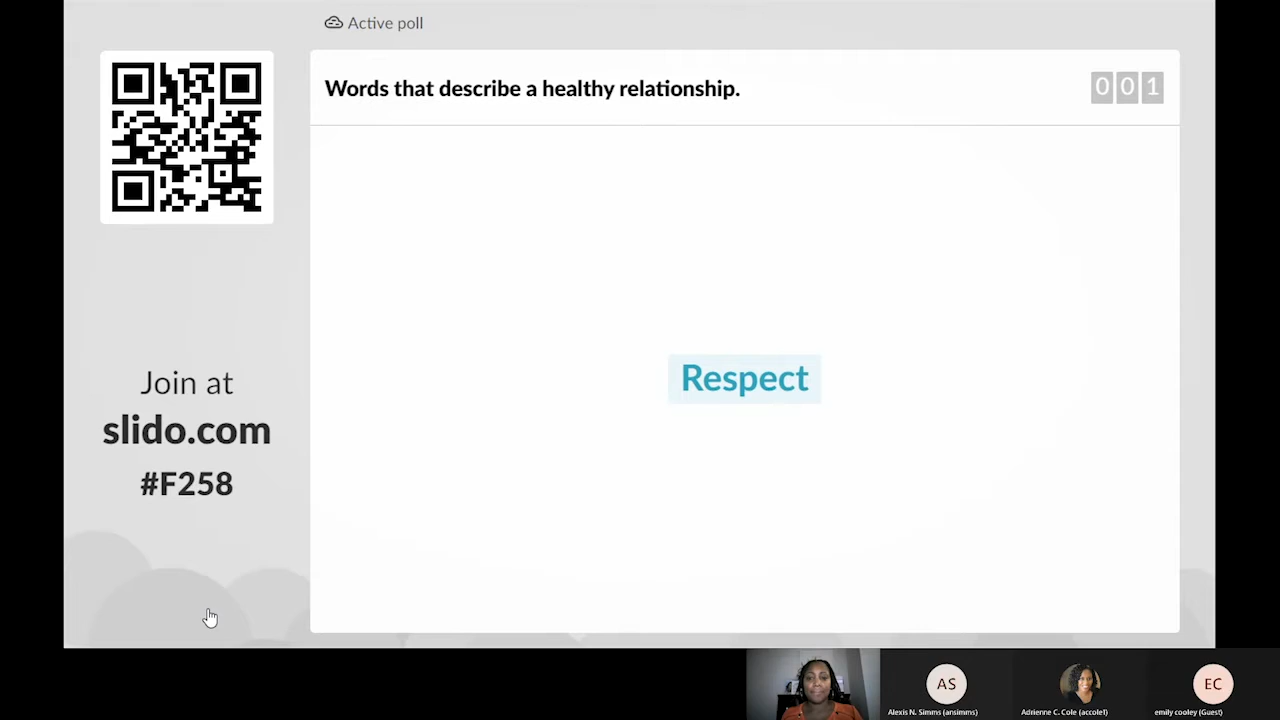 Active poll
Words that describe a healthy relationship.
001
Respect
Join at
slido.com
#F258
AS
EC
Alexis N. Simms (ansimms)
Adrienne C. Cole (accole1)
emily cooley (Guest)